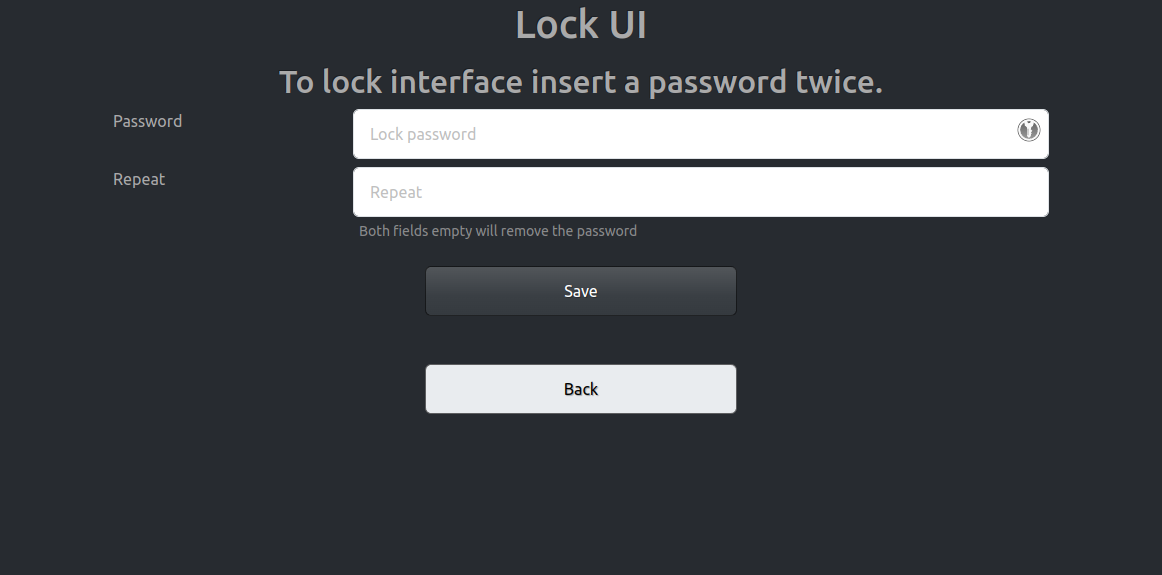 Lock UI
To lock interface insert a password twice.
Password
Lock password
Repeat
Repeat
Both fields empty will remove the password
Save
Back